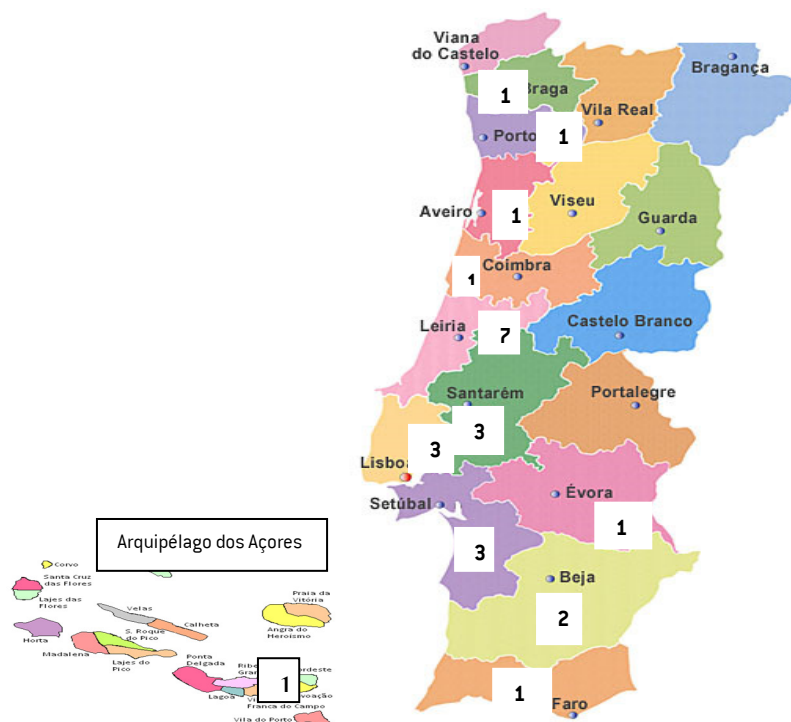 Viana
do Castelo
Bragança
Braga
1
Vila Real
Porto
1
Viseu
Aveiro
1
Guarda
Coimbra
1
Leiria
7
Castelo Branco
Santarém
Portalegre
3
3
Lisboa
Setúbal
Évora
1
3
Beja
2
1
Faro
Arquipélago dos Açores
Corvo
Santa Cruz
das Flores
Lajes das
Flores
Velas
Calheta
Praia da
Vitória
Angra do
Heroísmo
Horta
S. Roque
do Pico
Madalena
Lajes do
Pico
Ponta
Delgada
Lagoa
1
Franca do Campo
Vila do Porto